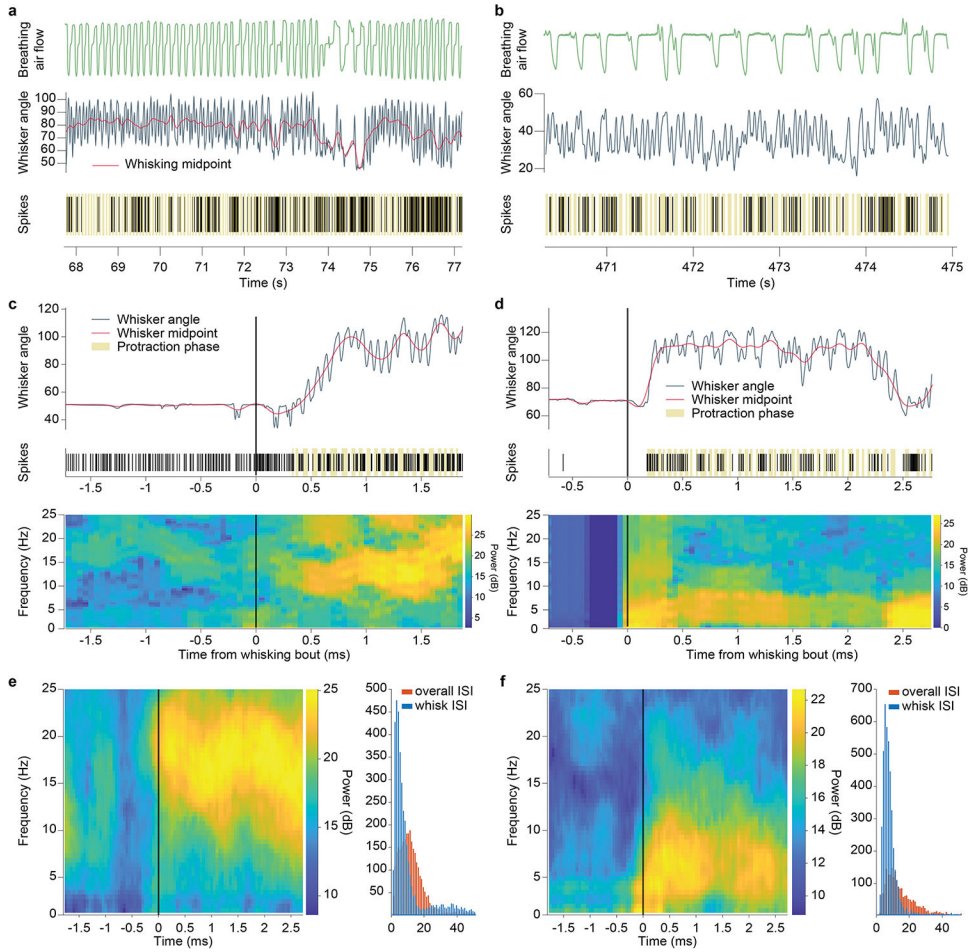 a
Breathing
air flow
Whisker angle
100
90
80
70
60
50
Whisking midpoint
Spikes
68 69 70 71 72 73 74 75 76 77
Time (s)
b
Breathing
air flow
Whisker angle
60
40
20
Spikes
471 472 473 474 475
Time (s)
c
Whisker angle
120
100
80
60
40
Whisker angle
Whisker midpoint
Protraction phase
Spikes
-1.5 -1 -0.5 0 0.5 1 1.5
Frequency (Hz)
25
20
15
10
5
0
-1.5 -1 -0.5 0 0.5 1 1.5
Time from whisking bout (ms)
25
20
15
10
5
Power (dB)
d
Whisker angle
120
100
80
60
Whisker angle
Whisker midpoint
Protraction phase
Spikes
-0.5 0 0.5 1 1.5 2 2.5
Frequency (Hz)
25
20
15
10
5
0
-0.5 0 0.5 1 1.5 2 2.5
Time from whisking bout (ms)
25
20
15
10
5
0
Power (dB)
e
Frequency (Hz)
25
20
15
10
5
0
-1.5 -1 -0.5 0 0.5 1 1.5 2 2.5
Time (ms)
25
20
15
10
Power (dB)
500
450
400
350
300
250
200
150
100
50
0 20 40
overall ISI
whisk ISI
f
Frequency (Hz)
25
20
15
10
5
0
-1.5 -1 -0.5 0 0.5 1 1.5 2 2.5
Time (ms)
22
20
18
16
14
12
10
Power (dB)
700
600
500
400
300
200
100
0 20 40
overall ISI
whisk ISI